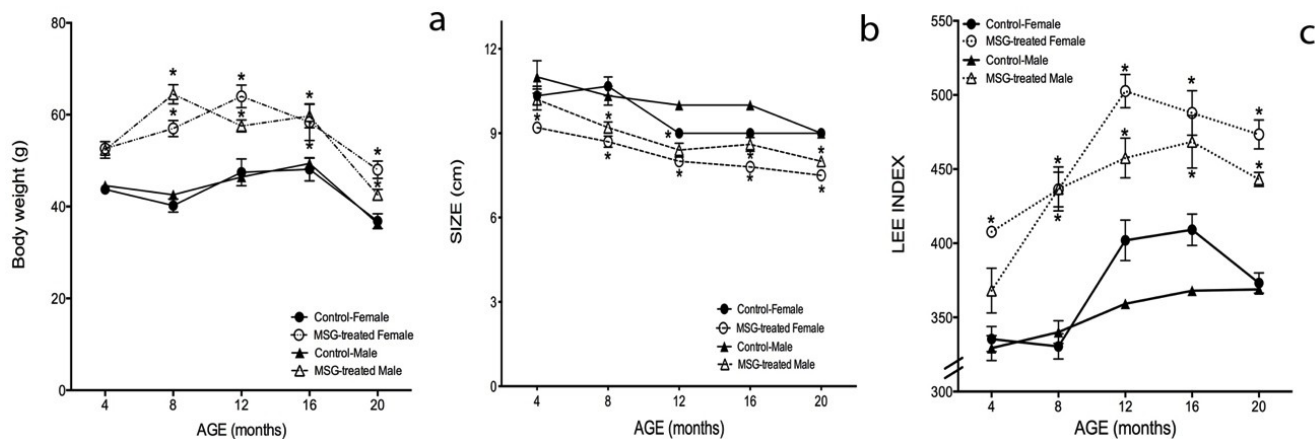 a
Body weight (g)
80
60
40
20
0
*
*
*
*
*
*
*
*
Control-Female
MSG-treated Female
Control-Male
MSG-treated Male
4 8 12 16 20
AGE (months)
b
SIZE (cm)
12
9
6
3
0
*
*
*
*
*
*
*
*
*
Control-Female
MSG-treated Female
Control-Male
MSG-treated Male
4 8 12 16 20
AGE (months)
c
LEE INDEX
550
500
450
400
350
300
Control-Female
MSG-treated Female
Control-Male
MSG-treated Male
*
*
*
*
*
*
*
*
*
4 8 12 16 20
AGE (months)